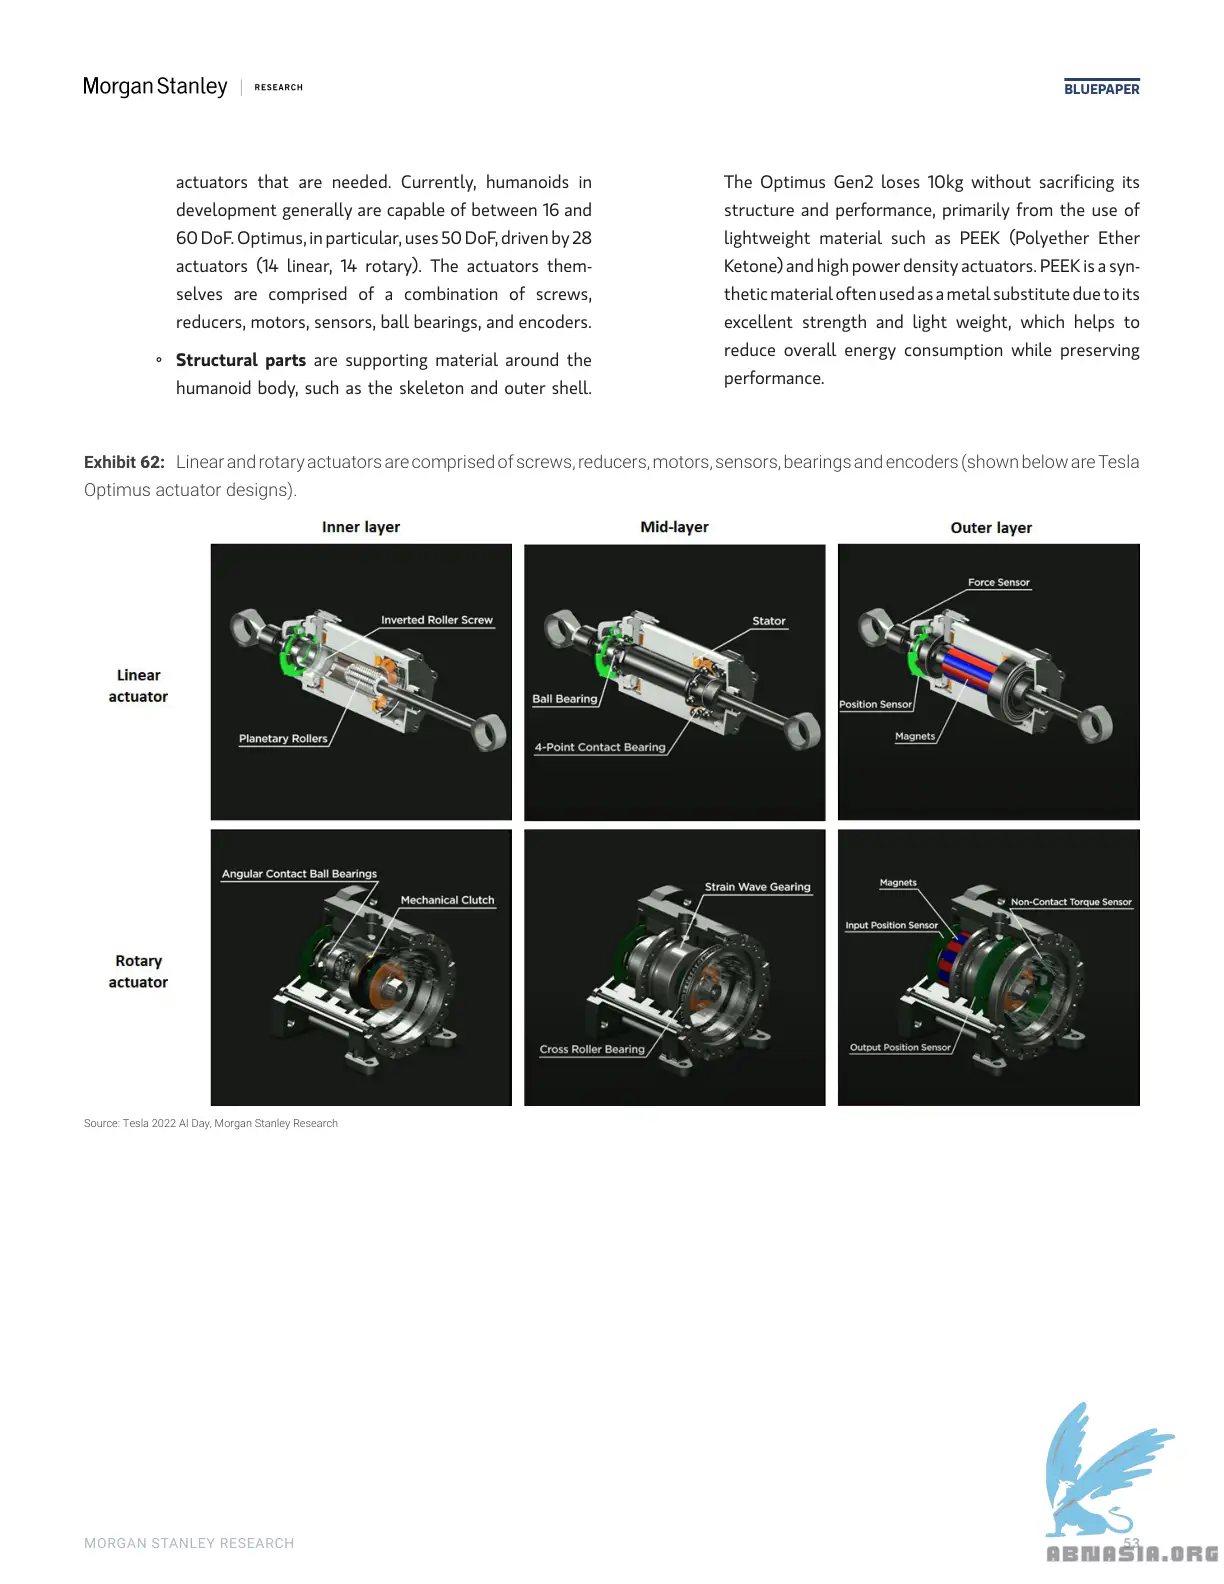 Morgan Stanley | RESEARCH
BLUEPAPER
actuators that are needed. Currently, humanoids in
development generally are capable of between 16 and
60 DoF. Optimus, in particular, uses 50 DoF, driven by 28
actuators (14 linear, 14 rotary). The actuators them-
selves are comprised of a combination of screws,
reducers, motors, sensors, ball bearings, and encoders.
° Structural parts are supporting material around the
humanoid body, such as the skeleton and outer shell.
The Optimus Gen2 loses 10kg without sacrificing its
structure and performance, primarily from the use of
lightweight material such as PEEK (Polyether Ether
Ketone) and high power density actuators. PEEK is a syn-
thetic material often used as a metal substitute due to its
excellent strength and light weight, which helps to
reduce overall energy consumption while preserving
performance.
Exhibit 62: Linear and rotary actuators are comprised of screws, reducers, motors, sensors, bearings and encoders (shown below are Tesla
Optimus actuator designs).
Inner layer
Mid-layer
Outer layer
Linear
actuator
Inverted Roller Screw
Planetary Rollers
Stator
Ball Bearing
4-Point Contact Bearing
Force Sensor
Position Sensor
Magnets
Rotary
actuator
Angular Contact Ball Bearings
Mechanical Clutch
Strain Wave Gearing
Cross Roller Bearing
Magnets
Non-Contact Torque Sensor
Input Position Sensor
Output Position Sensor
Source: Tesla 2022 AI Day, Morgan Stanley Research
MORGAN STANLEY RESEARCH
53
ABNASIA.ORG